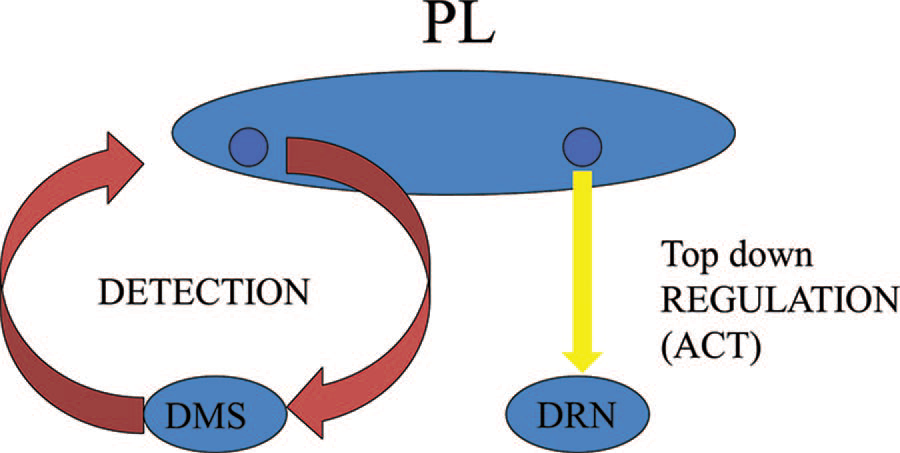 PL
DETECTION
Top down
REGULATION
(ACT)
DMS
DRN